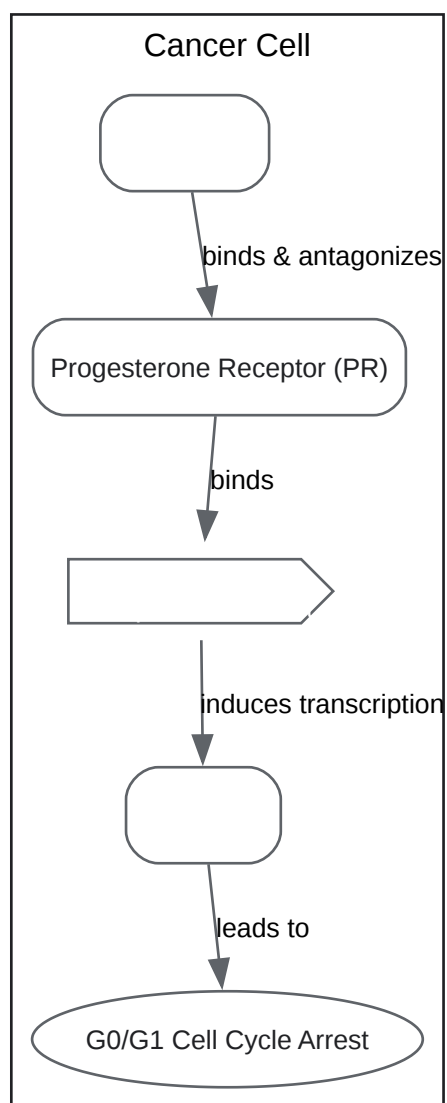 Cancer Cell
binds & antagonizes
Progesterone Receptor (PR)
binds
induces transcription
leads to
G0/G1 Cell Cycle Arrest